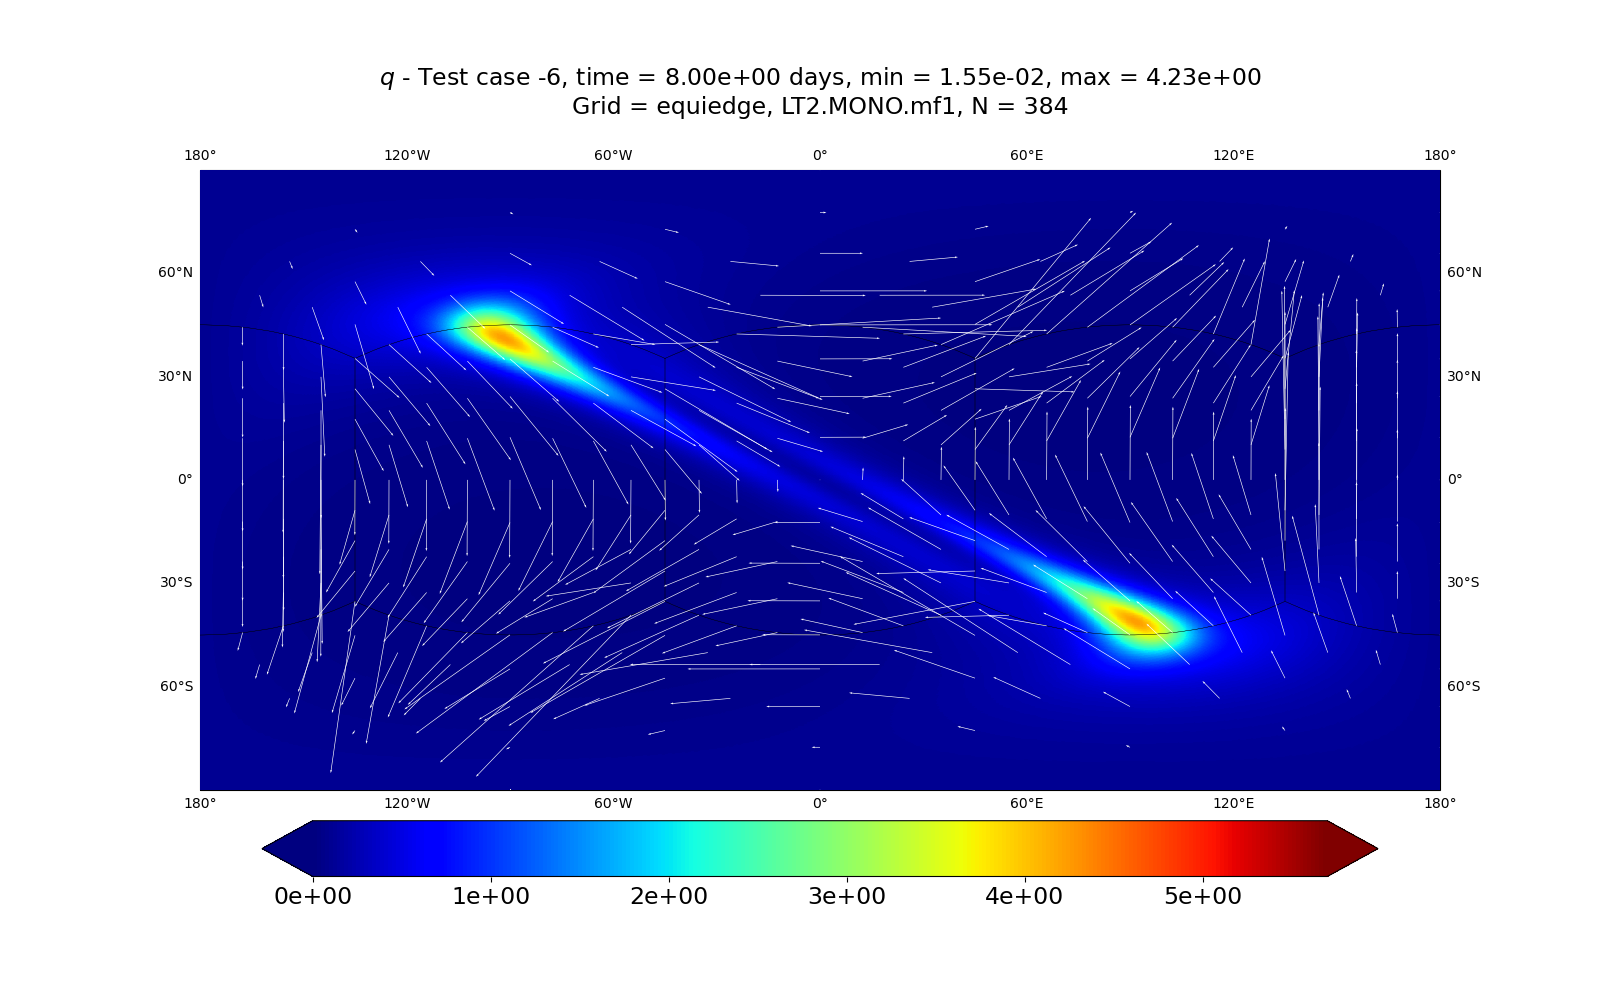 q - Test case -6, time = 8.00e+00 days, min = 1.55e-02, max = 4.23e+00
Grid = equiedge, LT2.MONO.mf1, N = 384
180° 120°W 60°W 0° 60°E 120°E 180°
60°N 60°N
30°N 30°N
0° 0°
30°S 30°S
60°S 60°S
180° 120°W 60°W 0° 60°E 120°E 180°
0e+00 1e+00 2e+00 3e+00 4e+00 5e+00